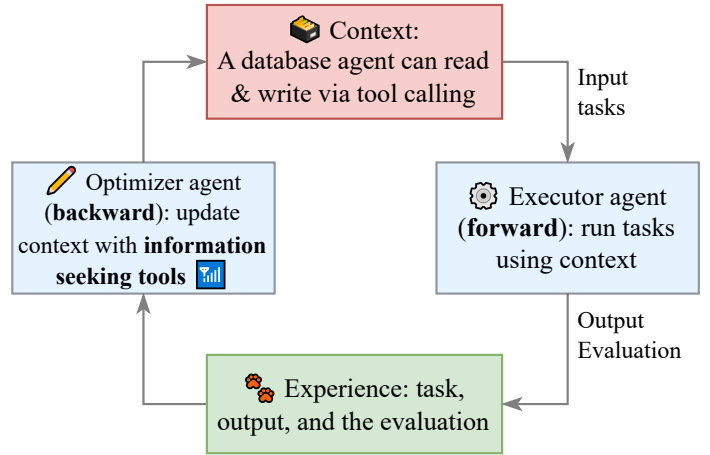 Context:
A database agent can read
& write via tool calling
Input
tasks
Optimizer agent
(backward): update
context with information
seeking tools
Executor agent
(forward): run tasks
using context
Output
Evaluation
Experience: task,
output, and the evaluation